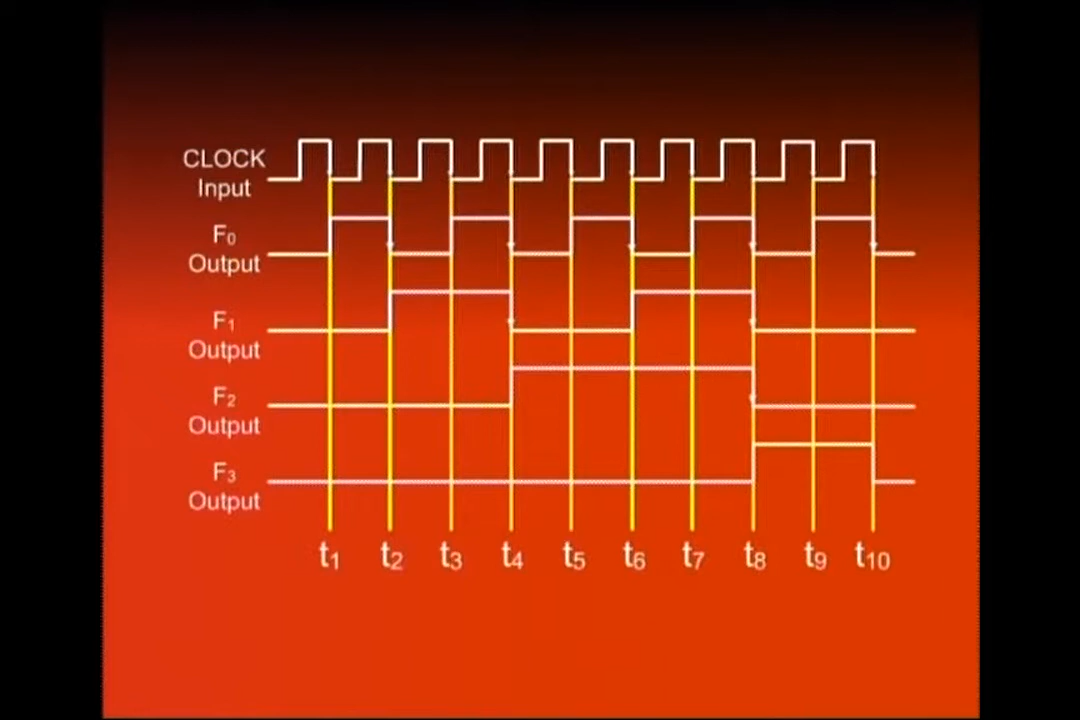 CLOCK
Input
F0
Output
F1
Output
F2
Output
F3
Output
t1 t2 t3 t4 t5 t6 t7 t8 t9 t10